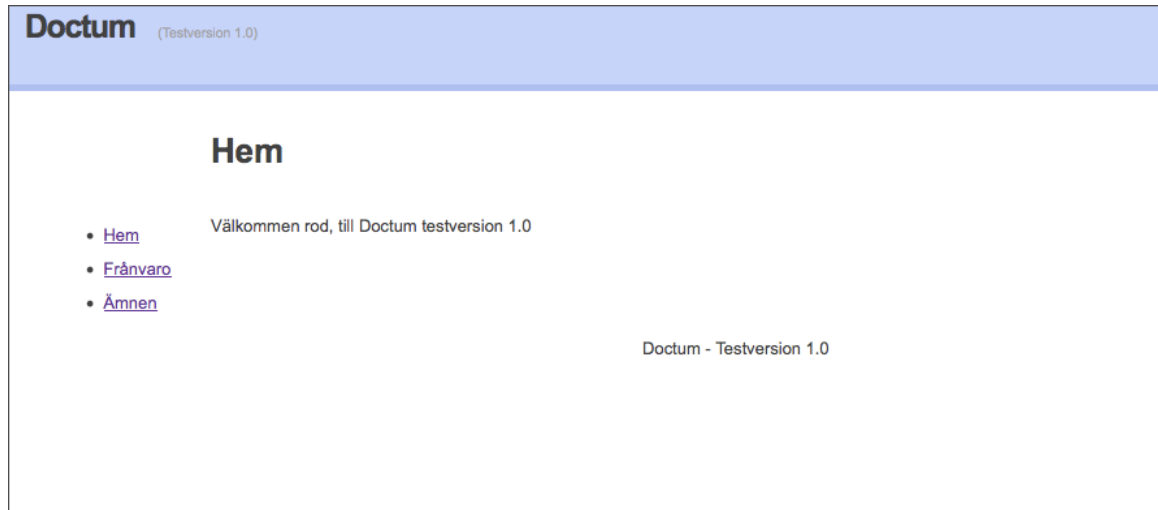 Doctum (Testversion 1.0)
Hem
Välkommen rod, till Doctum testversion 1.0
• Hem
• Frånvaro
• Ämnen
Doctum - Testversion 1.0